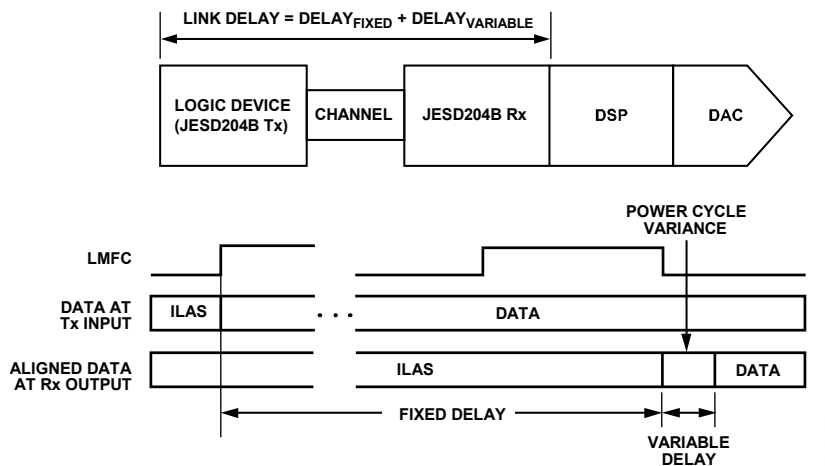 LINK DELAY = DELAYFIXED + DELAYVARIABLE
LOGIC DEVICE
(JESD204B Tx)
CHANNEL
JESD204B Rx
DSP
DAC
POWER CYCLE
VARIANCE
LMFC
DATA AT
Tx INPUT
ILAS
...
DATA
ALIGNED DATA
AT Rx OUTPUT
ILAS
DATA
FIXED DELAY
VARIABLE
DELAY